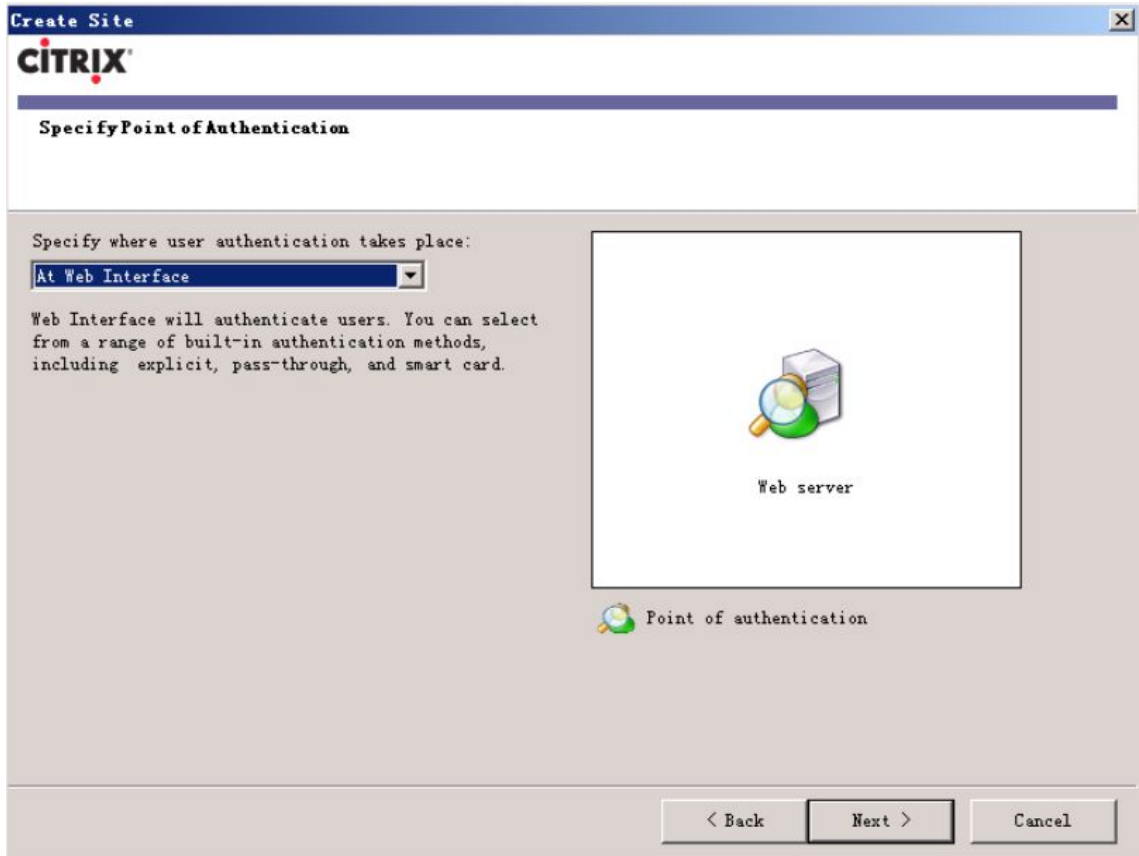 Create Site
CITRIX®
Specify Point of Authentication
Specify where user authentication takes place:
At Web Interface
Web Interface will authenticate users. You can select
from a range of built-in authentication methods,
including explicit, pass-through, and smart card.
Web server
Point of authentication
< Back
Next >
Cancel